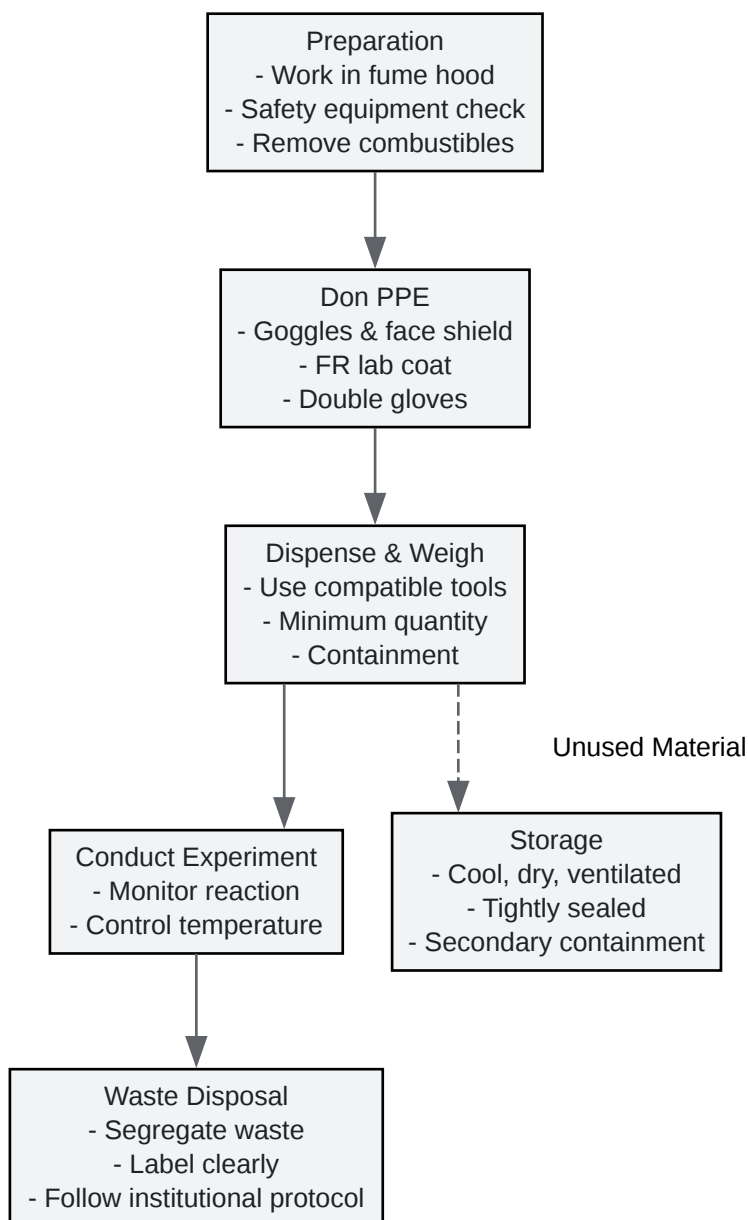 Preparation
- Work in fume hood
- Safety equipment check
- Remove combustibles
Don PPE
- Goggles & face shield
- FR lab coat
- Double gloves
Dispense & Weigh
- Use compatible tools
- Minimum quantity
- Containment
Unused Material
Conduct Experiment
- Monitor reaction
- Control temperature
Storage
- Cool, dry, ventilated
- Tightly sealed
- Secondary containment
Waste Disposal
- Segregate waste
- Label clearly
- Follow institutional protocol